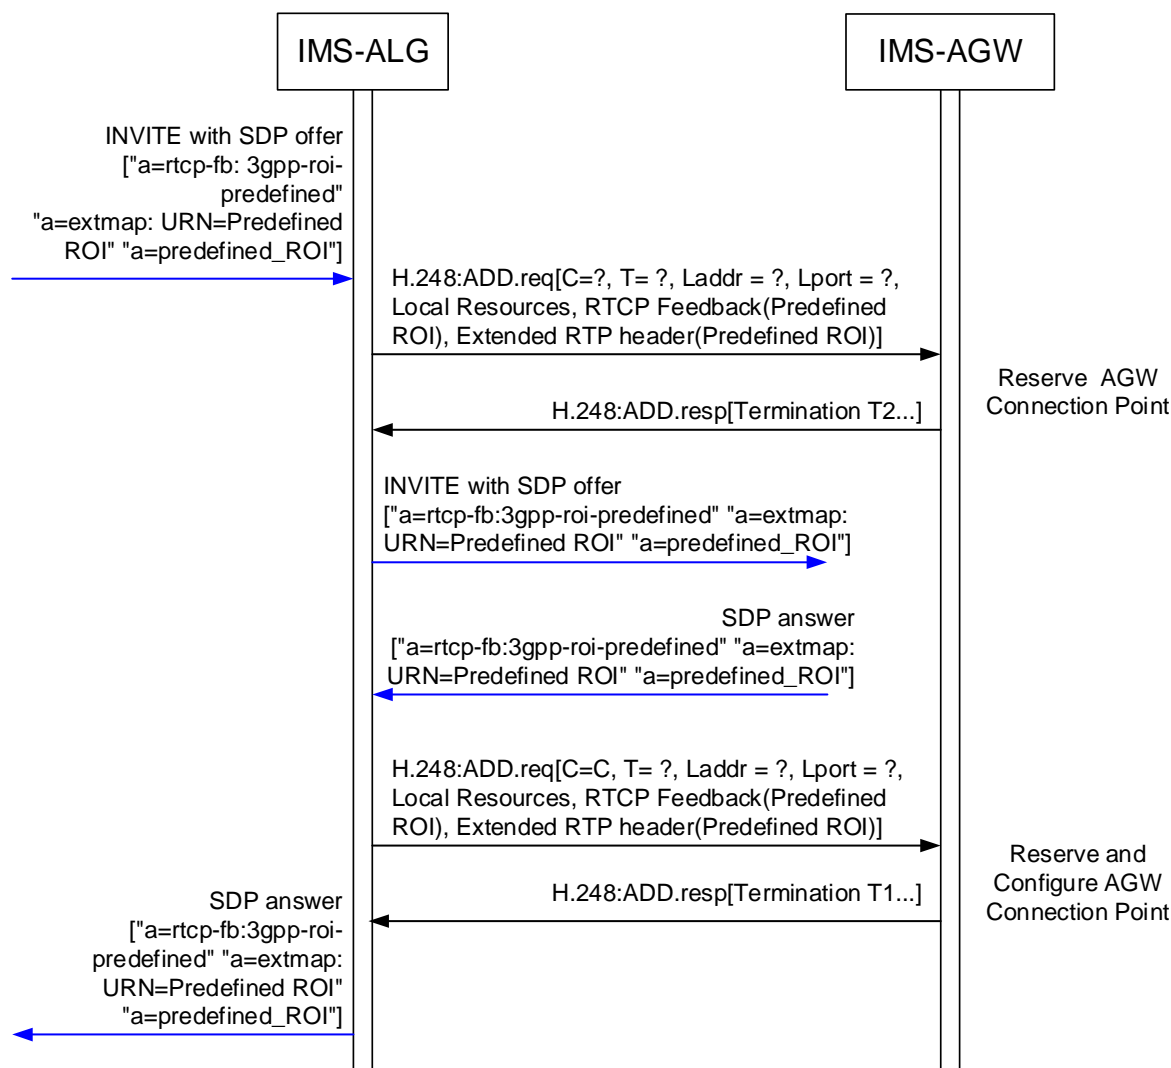 IMS-ALG
IMS-AGW
INVITE with SDP offer
["a=rtcp-fb: 3gpp-roi-
predefined"
"a=extmap: URN=Predefined
ROI" "a=predefined_ROI"]
H.248:ADD.req[C=?, T= ?, Laddr = ?, Lport = ?,
Local Resources, RTCP Feedback(Predefined
ROI), Extended RTP header(Predefined ROI)]
Reserve  AGW
Connection Point
H.248:ADD.resp[Termination T2...]
INVITE with SDP offer
["a=rtcp-fb:3gpp-roi-predefined" "a=extmap:
URN=Predefined ROI" "a=predefined_ROI"]
SDP answer
["a=rtcp-fb:3gpp-roi-predefined" "a=extmap:
URN=Predefined ROI" "a=predefined_ROI"]
H.248:ADD.req[C=C, T= ?, Laddr = ?, Lport = ?,
Local Resources, RTCP Feedback(Predefined
ROI), Extended RTP header(Predefined ROI)]
Reserve and
Configure AGW
Connection Point
H.248:ADD.resp[Termination T1...]
SDP answer
["a=rtcp-fb:3gpp-roi-
predefined" "a=extmap:
URN=Predefined ROI"
"a=predefined_ROI"]